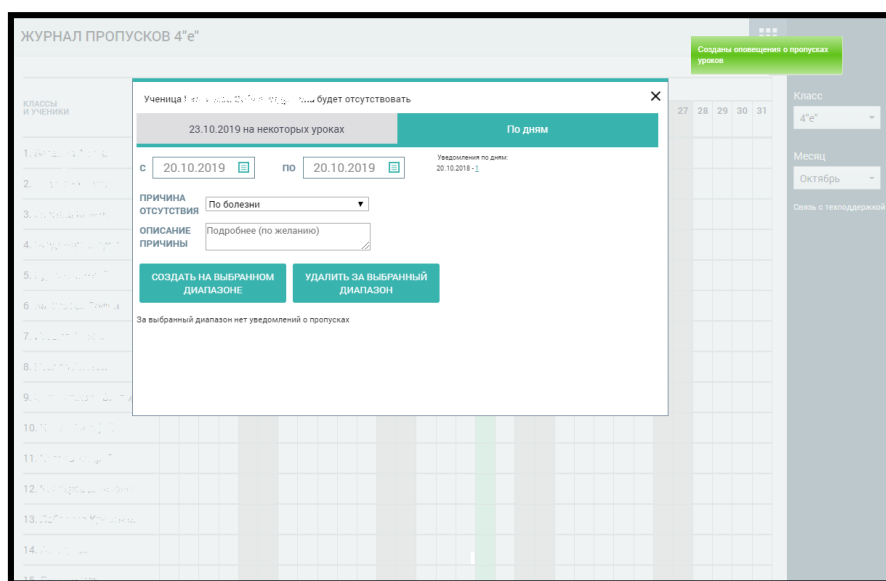 ЖУРНАЛ ПРОПУСКОВ 4"е"
Созданы оповещения о пропусках
уроков
КЛАССЫ
И УЧЕНИКИ
27 28 29 30 31
Класс
4"е"
Месяц
Октябрь
Связь с техподдержкой
Ученица будет отсутствовать
23.10.2019 на некоторых уроках
По дням
С 20.10.2019 ПО 20.10.2019
Уведомления по дням:
20.10.2018 - 1
ПРИЧИНА
ОТСУТСТВИЯ
По болезни
ОПИСАНИЕ
ПРИЧИНЫ
Подробнее (по желанию)
СОЗДАТЬ НА ВЫБРАННОМ
ДИАПАЗОНЕ
УДАЛИТЬ ЗА ВЫБРАННЫЙ
ДИАПАЗОН
За выбранный диапазон нет уведомлений о пропусках
1.
2.
3.
4.
5.
6
7.
8.
9.
10.
11.
12.
13.
14.